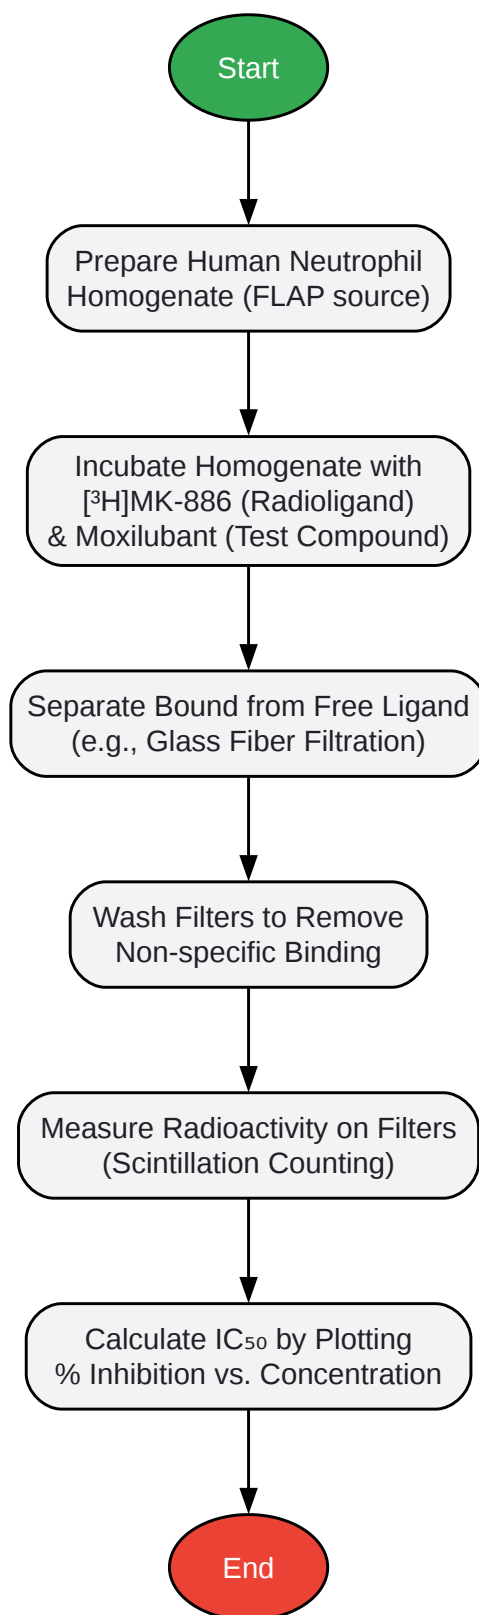 Start
Prepare Human Neutrophil
Homogenate (FLAP source)
Incubate Homogenate with
[³H]MK-886 (Radioligand)
& Moxilubant (Test Compound)
Separate Bound from Free Ligand
(e.g., Glass Fiber Filtration)
Wash Filters to Remove
Non-specific Binding
Measure Radioactivity on Filters
(Scintillation Counting)
Calculate IC₅₀ by Plotting
% Inhibition vs. Concentration
End